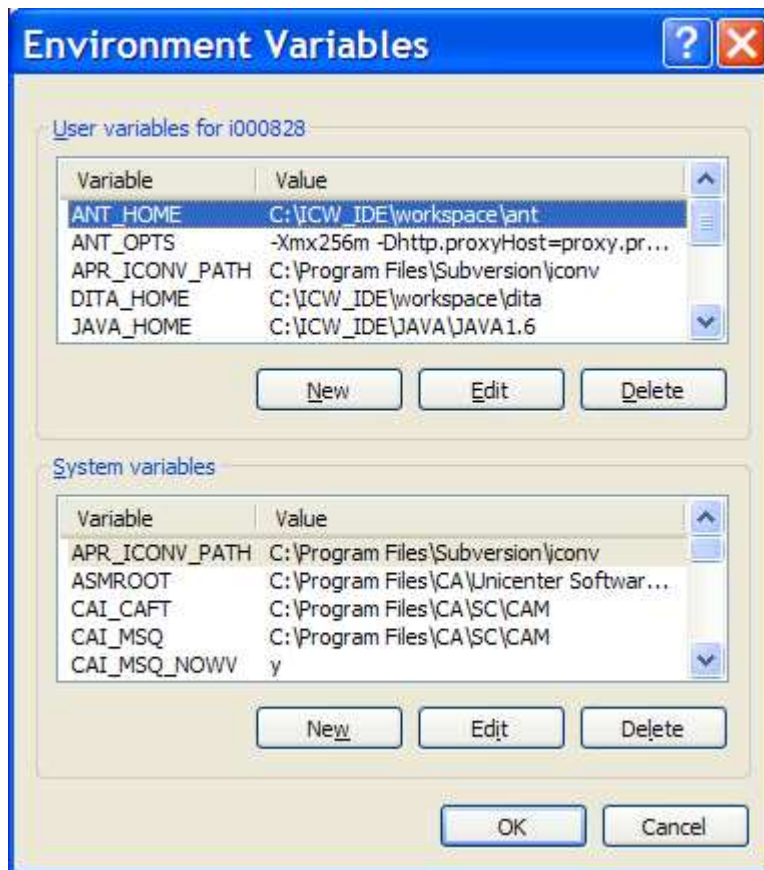 Environment Variables
User variables for i000828
Variable Value
ANT_HOME C:\ICW_IDE\workspace\ant
ANT_OPTS -Xmx256m -Dhttp.proxyHost=proxy.pr...
APR_ICONV_PATH C:\Program Files\Subversion\iconv
DITA_HOME C:\ICW_IDE\workspace\dita
JAVA_HOME C:\ICW_IDE\JAVA\JAVA1.6
New Edit Delete
System variables
Variable Value
APR_ICONV_PATH C:\Program Files\Subversion\iconv
ASMROOT C:\Program Files\CA\Unicenter Softwar...
CAI_CAFT C:\Program Files\CA\SC\CAM
CAI_MSQ C:\Program Files\CA\SC\CAM
CAI_MSQ_NOWV y
New Edit Delete
OK Cancel